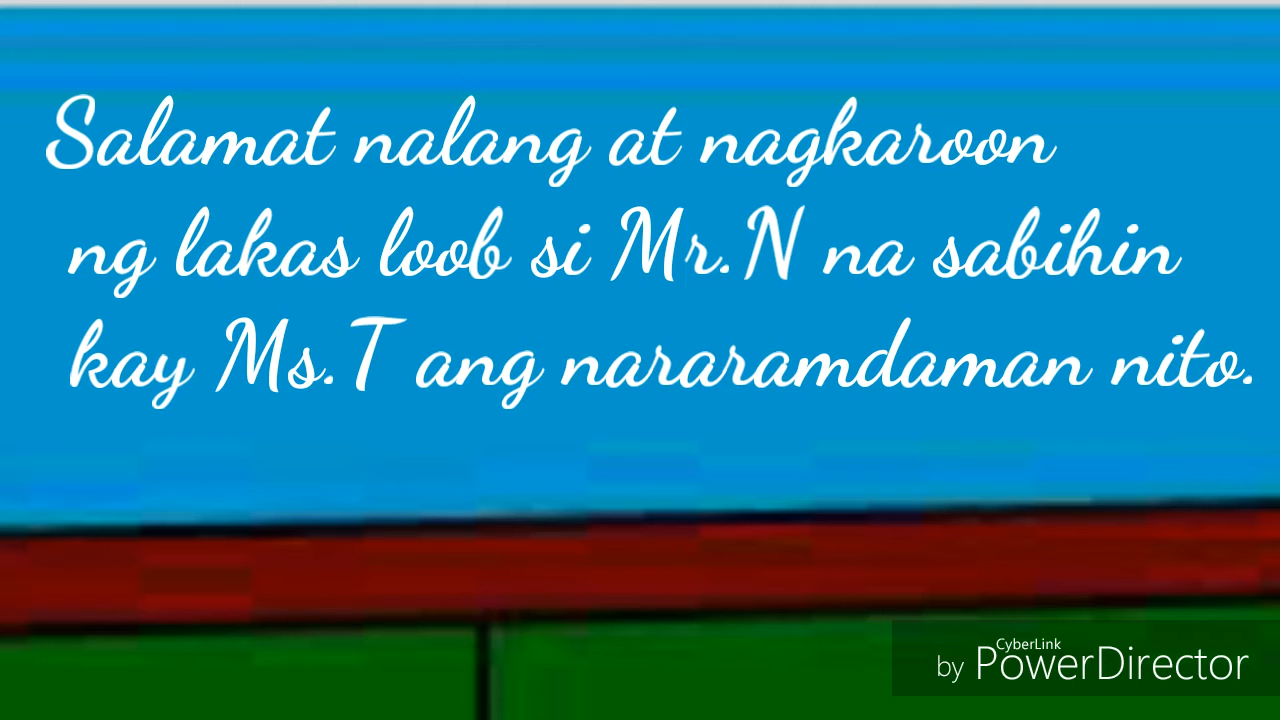 Salamat nalang at nagkaroon
ng lakas loob si Mr.N na sabihin
kay Ms.T ang nararamdaman nito.
CyberLink
by PowerDirector